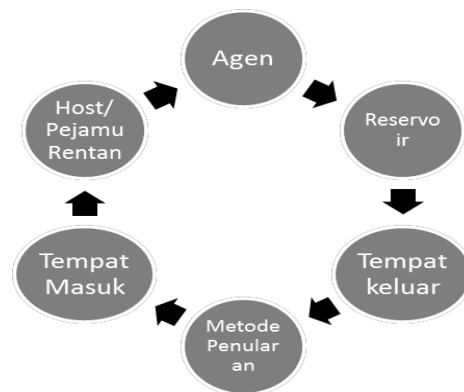 Agen
Reservo
ir
Tempat
keluar
Metode
Penular
an
Tempat
Masuk
Host/
Pejamu
Rentan